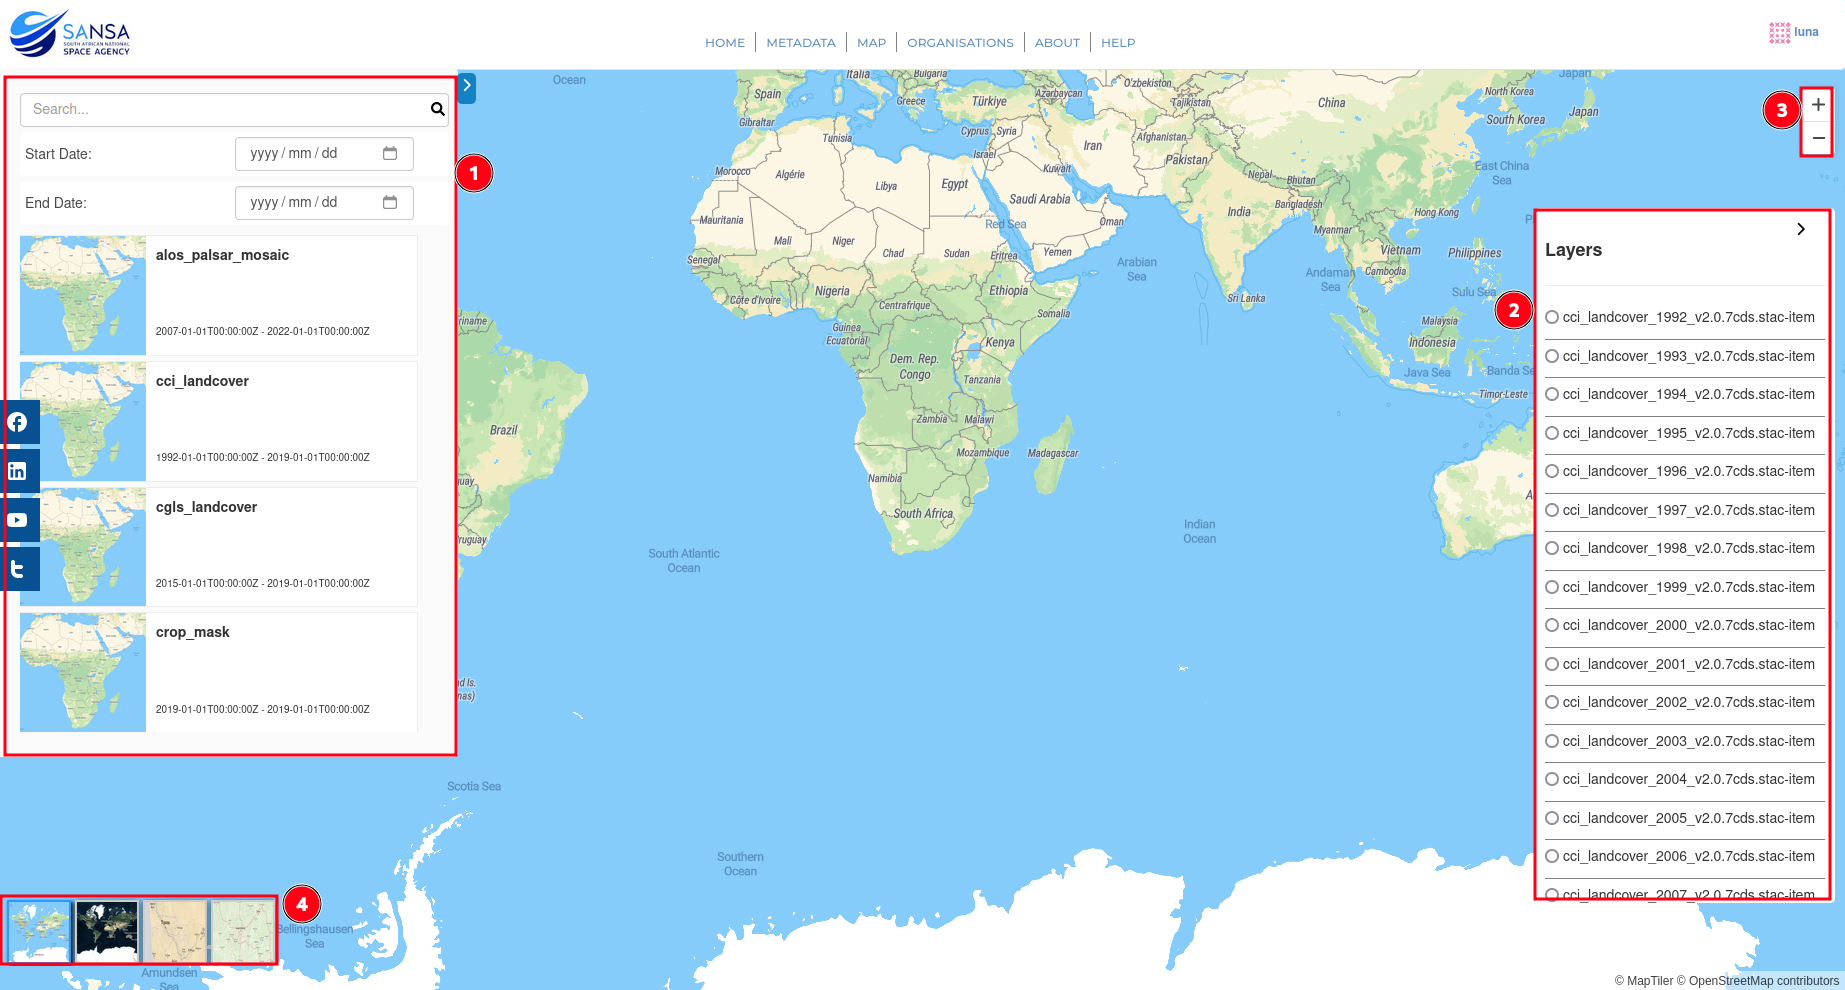 SANSA
SOUTH AFRICAN NATIONAL
SPACE AGENCY
HOME
METADATA
MAP
ORGANISATIONS
ABOUT
HELP
luna
Search...
Start Date:
yyyy / mm / dd
End Date:
yyyy / mm / dd
1
alos_palsar_mosaic
2007-01-01T00:00:00Z - 2022-01-01T00:00:00Z
cci_landcover
1992-01-01T00:00:00Z - 2019-01-01T00:00:00Z
cgls_landcover
2015-01-01T00:00:00Z - 2019-01-01T00:00:00Z
crop_mask
2019-01-01T00:00:00Z - 2019-01-01T00:00:00Z
Ocean
Spain
Italia
Bulgaria
Greece
Türkiye
Azərbaycan
O'zbekiston
Tajikistan
China
North Korea
South Korea
Japan
Japan
Gibraltar
Tunisia
Cyprus
Syria
Israel
Iran
Afghanistan
Pakistan
Nepal
Bhutan
East China
Sea
Morocco
Algérie
Libya
Egypt
Kuwait
Saudi Arabia
India
Bangladesh
Hong Kong
Mauritania
Red Sea
Oman
Myanmar
Mali
Niger
Chad
Sudan
Eritrea
Yemen
Arabian
Sea
Vietnam
Philippines
Senegal
Andaman
Sea
Cambodia
Nigeria
Ethiopia
Sri Lanka
Sulu Sea
Côte d'Ivoire
Centrafrique
Somalia
riname
Guinea
Ecuatorial
Kenya
Malaysia
Indonesia
Dem. Rep.
Congo
Tanzania
Java Sea
Banda Se
Timor-Leste
Brazil
Zambia
Malawi
Mozambique
Madagascar
Namibia
guay
South Africa
Indian
Ocean
Uruguay
South Atlantic
Ocean
nd Is.
nas)
Scotia Sea
Southern
Ocean
Bellingshausen
Sea
Amundsen
Sea
3
+
−
2
Layers
cci_landcover_1992_v2.0.7cds.stac-item
cci_landcover_1993_v2.0.7cds.stac-item
cci_landcover_1994_v2.0.7cds.stac-item
cci_landcover_1995_v2.0.7cds.stac-item
cci_landcover_1996_v2.0.7cds.stac-item
cci_landcover_1997_v2.0.7cds.stac-item
cci_landcover_1998_v2.0.7cds.stac-item
cci_landcover_1999_v2.0.7cds.stac-item
cci_landcover_2000_v2.0.7cds.stac-item
cci_landcover_2001_v2.0.7cds.stac-item
cci_landcover_2002_v2.0.7cds.stac-item
cci_landcover_2003_v2.0.7cds.stac-item
cci_landcover_2004_v2.0.7cds.stac-item
cci_landcover_2005_v2.0.7cds.stac-item
cci_landcover_2006_v2.0.7cds.stac-item
cci_landcover_2007_v2.0.7cds.stac-item
4
© MapTiler © OpenStreetMap contributors